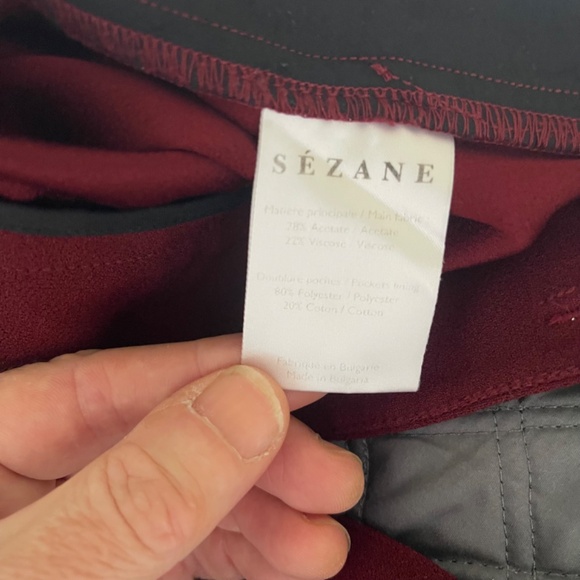 SÉZANE
Matière principale / Main fabric :
Acétate - Acetate
22% Viscose - Viscose
Doublure poches / Pockets lining :
80% Polyester / Polyester
20% Coton / Cotton
Fabriqué en Bulgarie
Made in Bulgaria